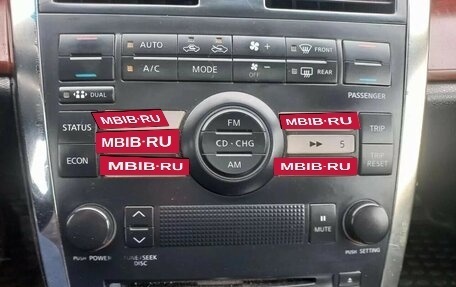 AUTO
A/C
MODE
+
-
OFF
FRONT
REAR
DUAL
PASSENGER
STATUS
MBIB·RU
MBIB·RU
MBIB·RU
FM
CD·CHG
AM
MBIB·RU
5
MBIB·RU
TRIP
ECON
TRIP
RESET
PUSH POWER
TUNE/SEEK
DISC
MUTE
PUSH SETTING